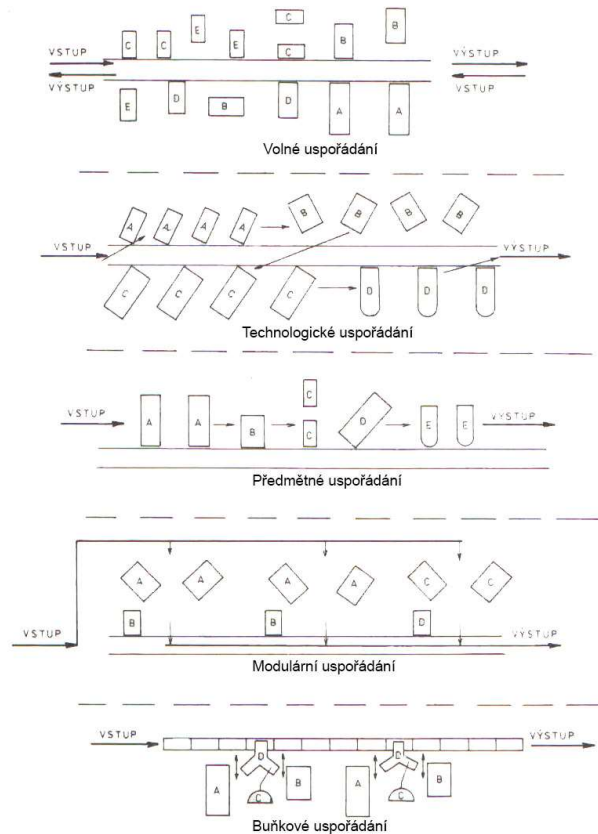 C
B
E
VSTUP C C E C B VÝSTUP
VÝSTUP VSTUP
E D B D A A
Volné uspořádání
A A A A B B B B
VSTUP VÝSTUP
C C C C D D D
Technologické uspořádání
C
VSTUP A A B C D E E VÝSTUP
Předmětné uspořádání
A A A A C C
B B D
VSTUP VÝSTUP
Modulární uspořádání
VSTUP VÝSTUP
D D
A C B A C B
Buňkové uspořádání